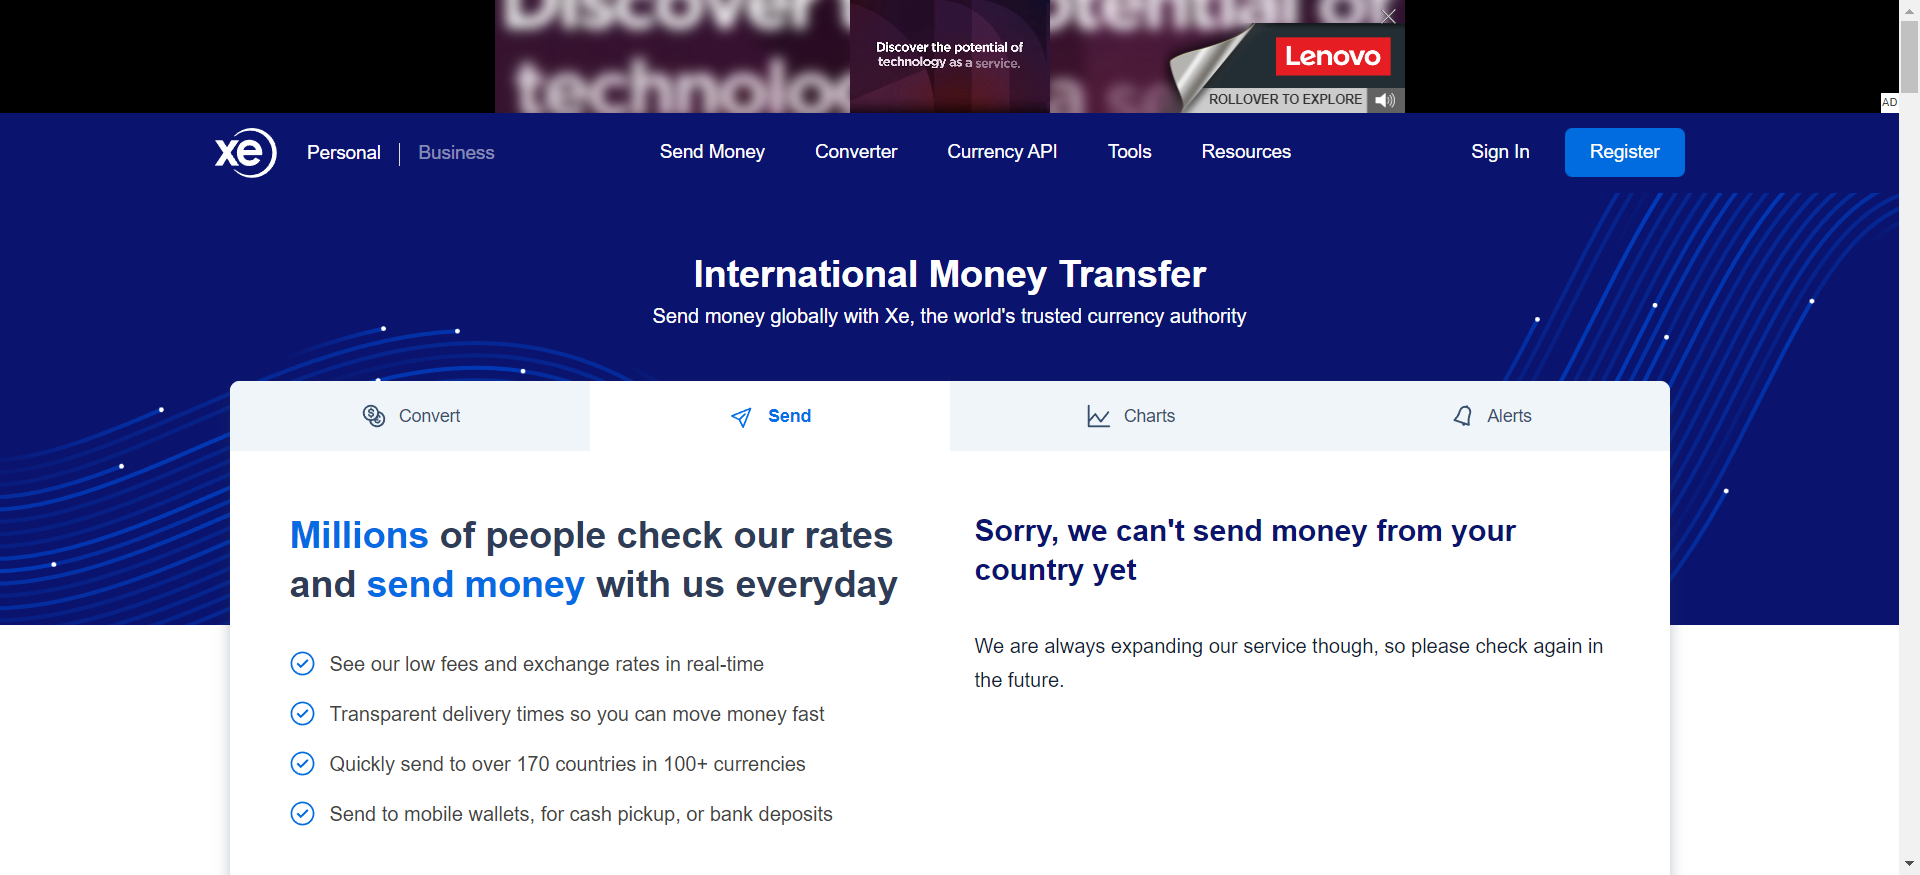 Discover the potential of
technology as a service.
Lenovo
ROLLOVER TO EXPLORE
AD
xe
Personal | Business
Send Money
Converter
Currency API
Tools
Resources
Sign In
Register
International Money Transfer
Send money globally with Xe, the world's trusted currency authority
Convert
Send
Charts
Alerts
Millions of people check our rates
and send money with us everyday
See our low fees and exchange rates in real-time
Transparent delivery times so you can move money fast
Quickly send to over 170 countries in 100+ currencies
Send to mobile wallets, for cash pickup, or bank deposits
Sorry, we can't send money from your
country yet
We are always expanding our service though, so please check again in
the future.